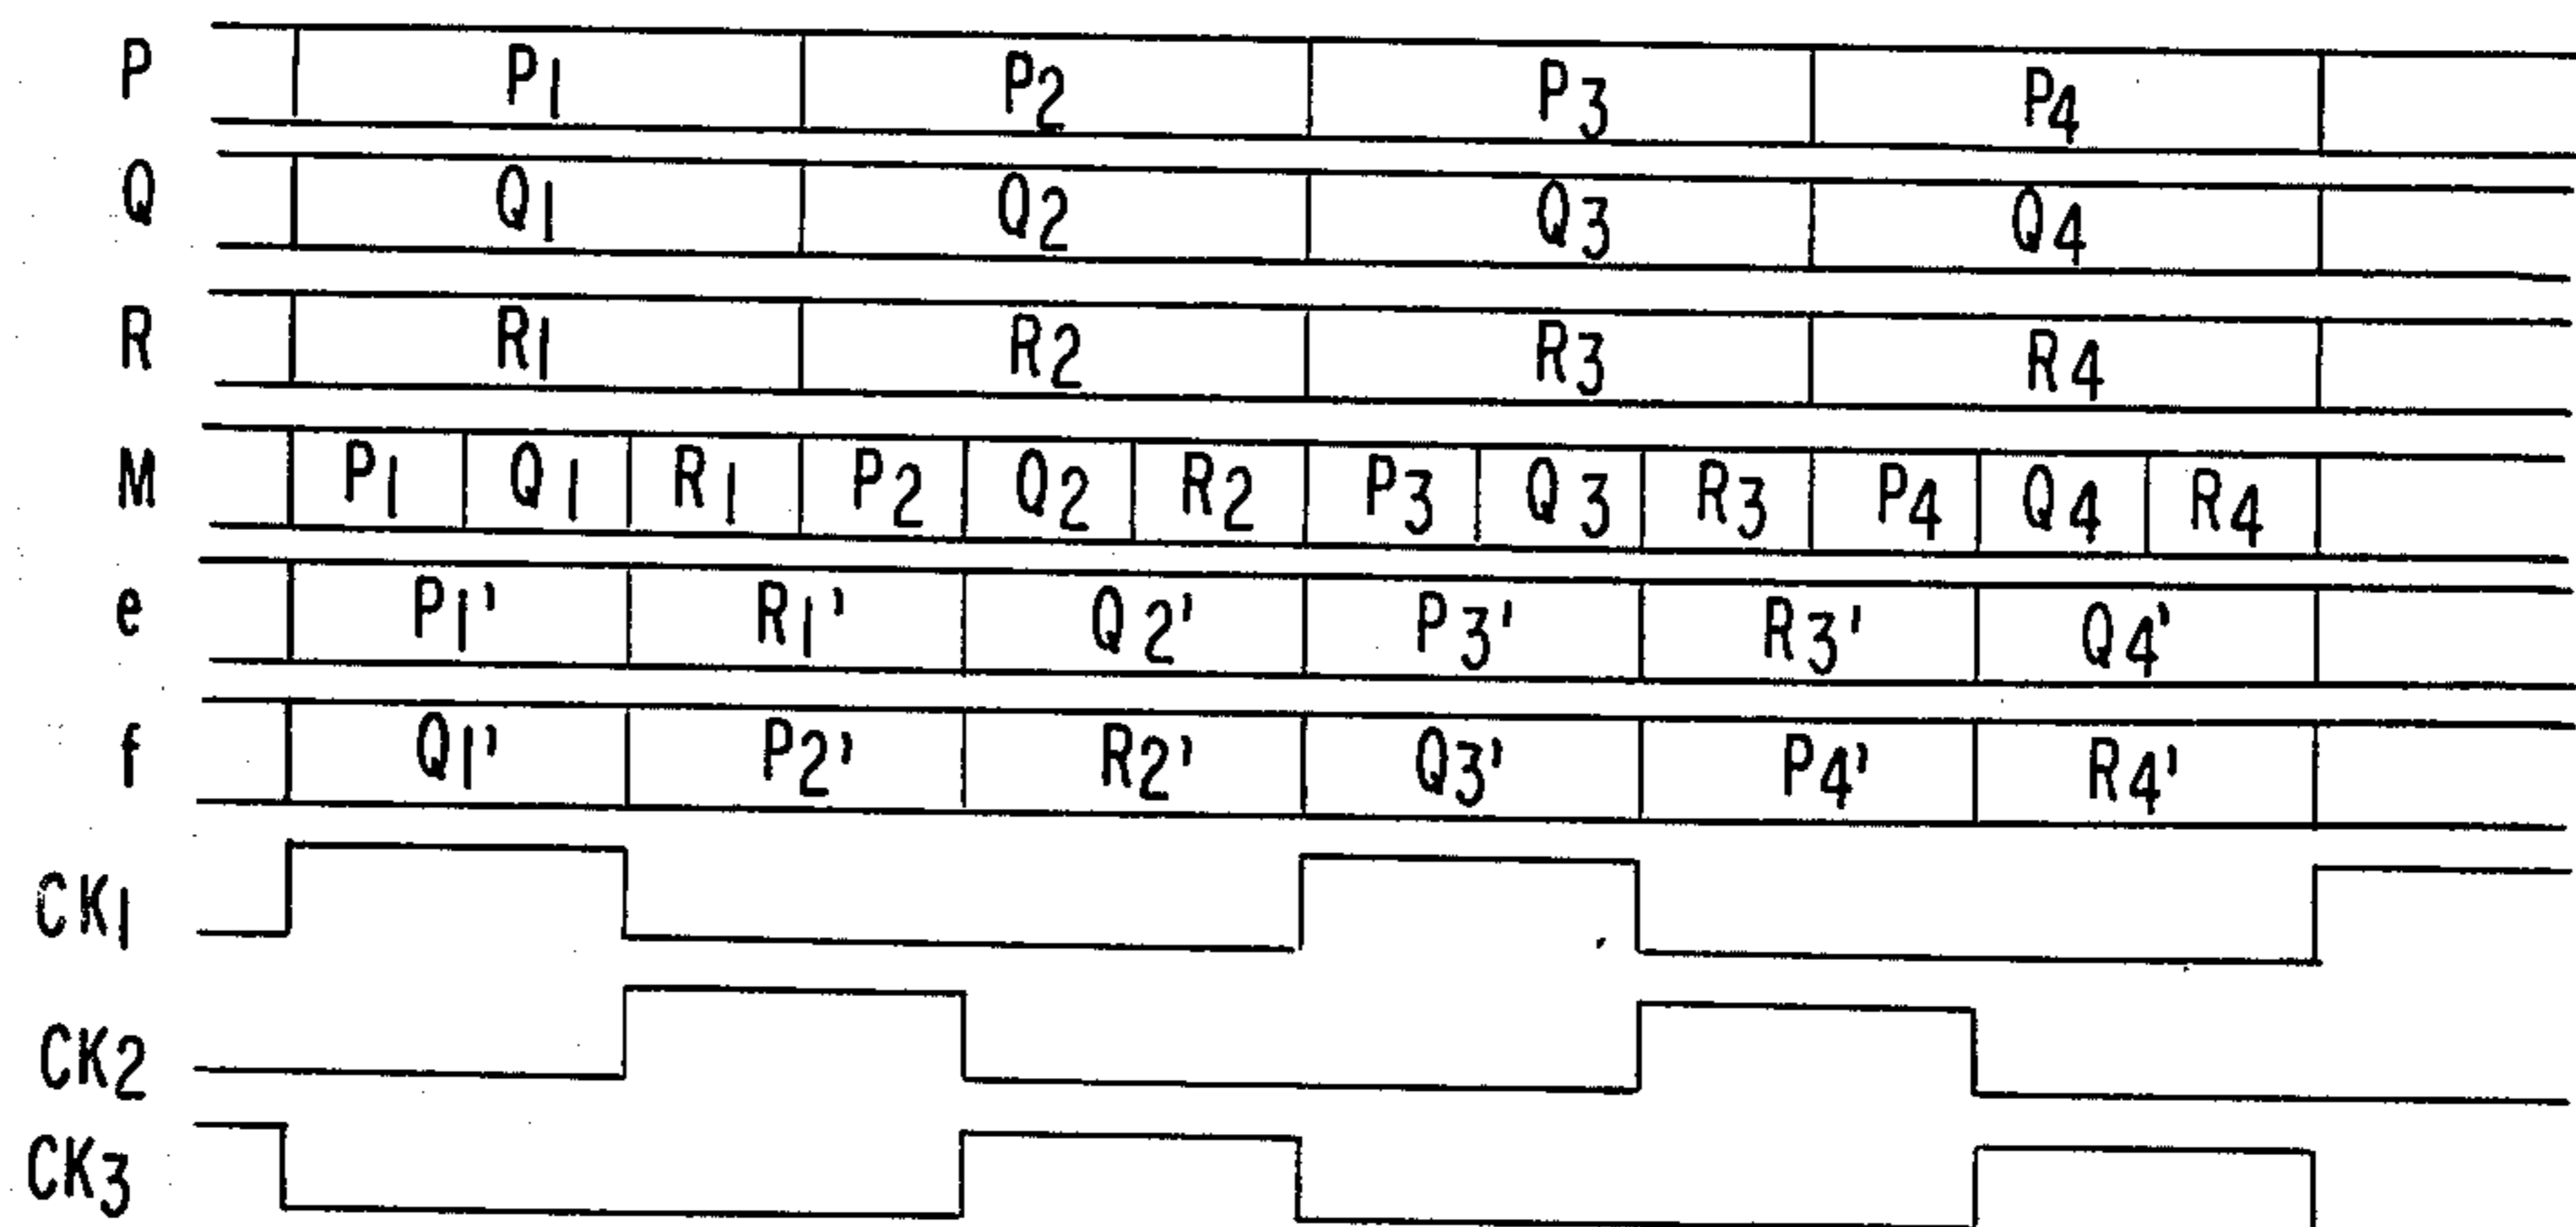 P P1 P2 P3 P4
Q Q1 Q2 Q3 Q4
R R1 R2 R3 R4
M P1 Q1 R1 P2 Q2 R2 P3 Q3 R3 P4 Q4 R4
e P1' R1' Q2' P3' R3' Q4'
f Q1' P2' R2' Q3' P4' R4'
CK1
CK2
CK3